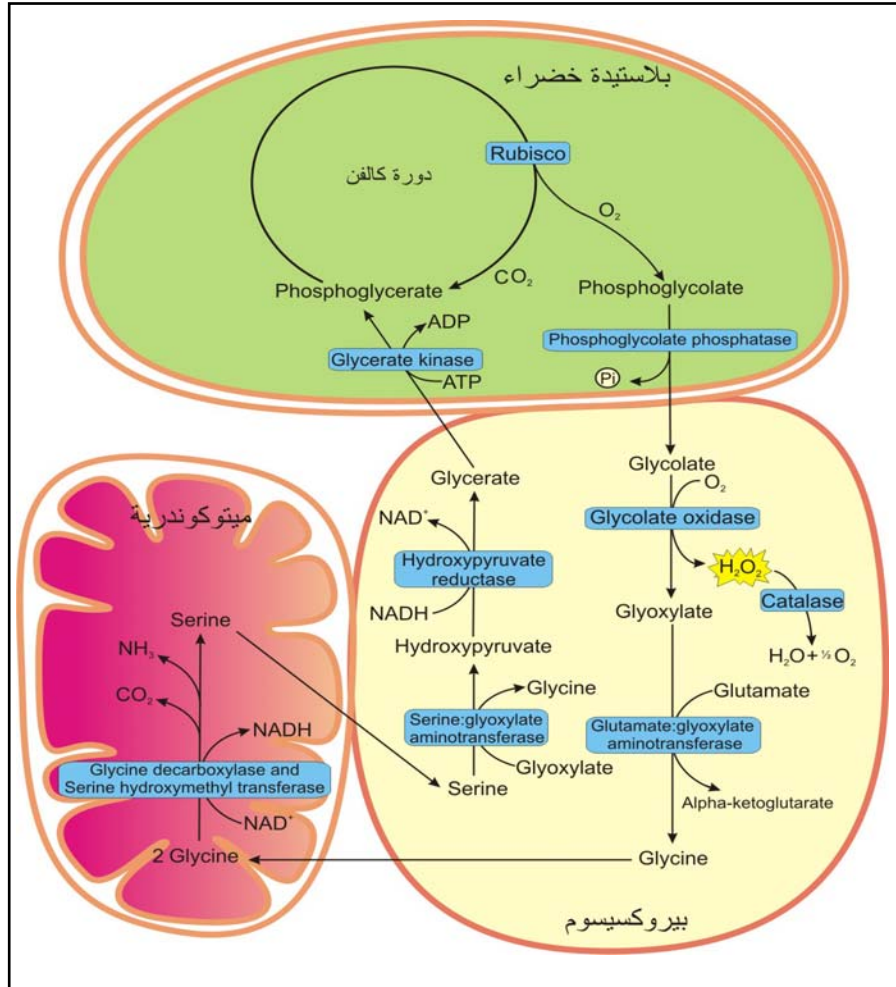 بلاستيدة خضراء
Rubisco
دورة كالفن
O₂
CO₂
Phosphoglycerate
Phosphoglycolate
ADP
Glycerate kinase
ATP
Phosphoglycolate phosphatase
Pi
Glycolate
O₂
Glycolate oxidase
H₂O₂
Catalase
H₂O + ½ O₂
Glyoxylate
Glutamate
Glutamate:glyoxylate
aminotransferase
Alpha-ketoglutarate
Glycine
Glycerate
NAD⁺
Hydroxypyruvate
reductase
NADH
Hydroxypyruvate
Glycine
Serine:glyoxylate
aminotransferase
Glyoxylate
Serine
بيروكسيسوم
ميتوكوندرية
Serine
NH₃
CO₂
NADH
Glycine decarboxylase and
Serine hydroxymethyl transferase
NAD⁺
2 Glycine